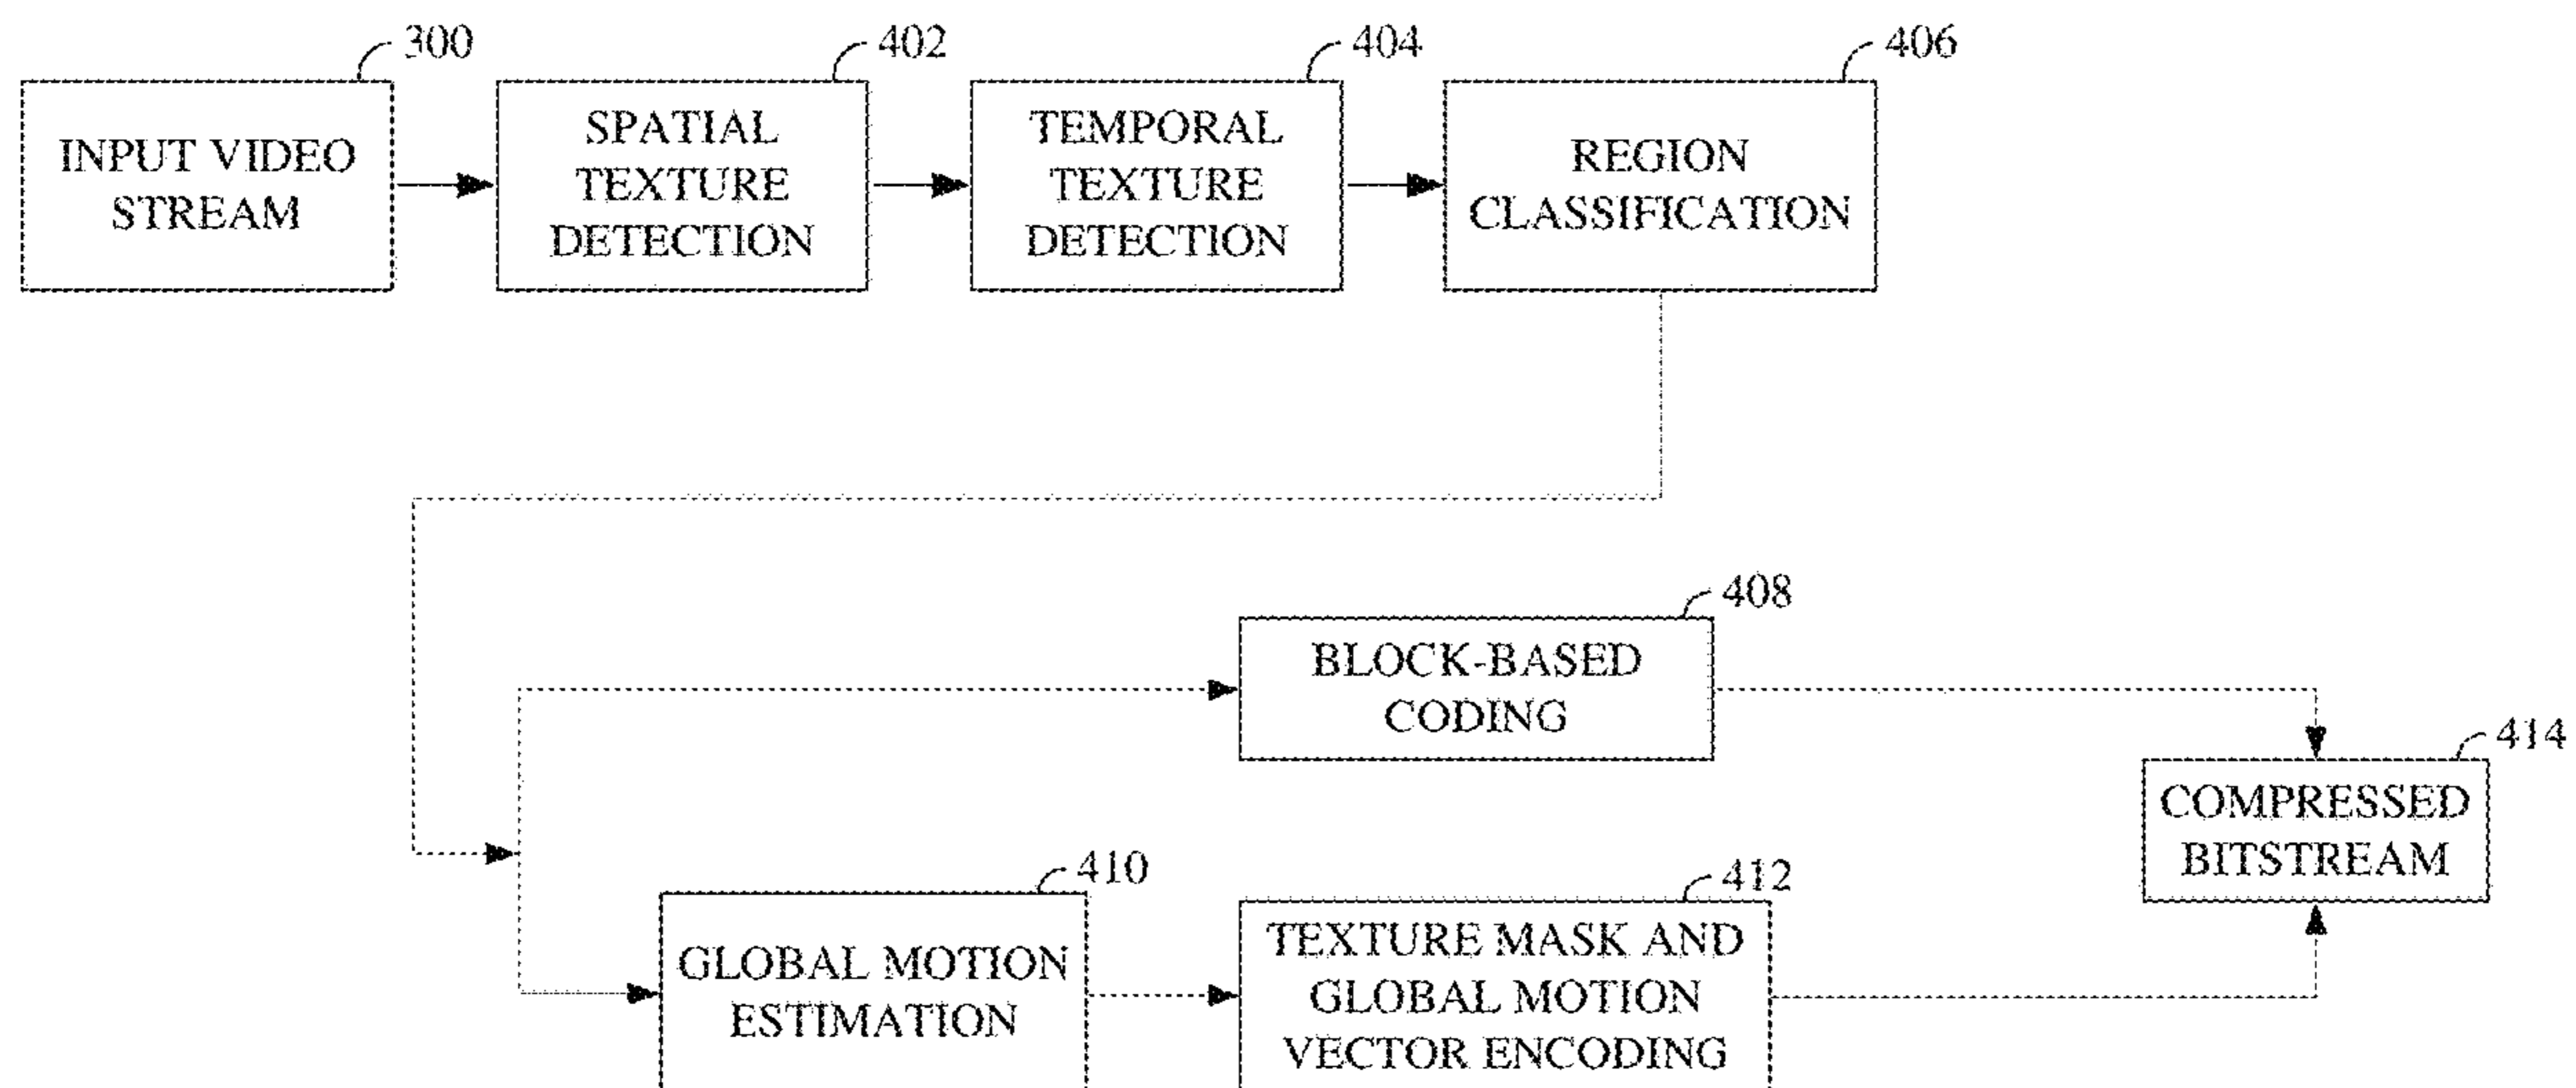 300
402
404
406
INPUT VIDEO
STREAM
SPATIAL
TEXTURE
DETECTION
TEMPORAL
TEXTURE
DETECTION
REGION
CLASSIFICATION
408
BLOCK-BASED
CODING
414
COMPRESSED
BITSTREAM
410
GLOBAL MOTION
ESTIMATION
412
TEXTURE MASK AND
GLOBAL MOTION
VECTOR ENCODING